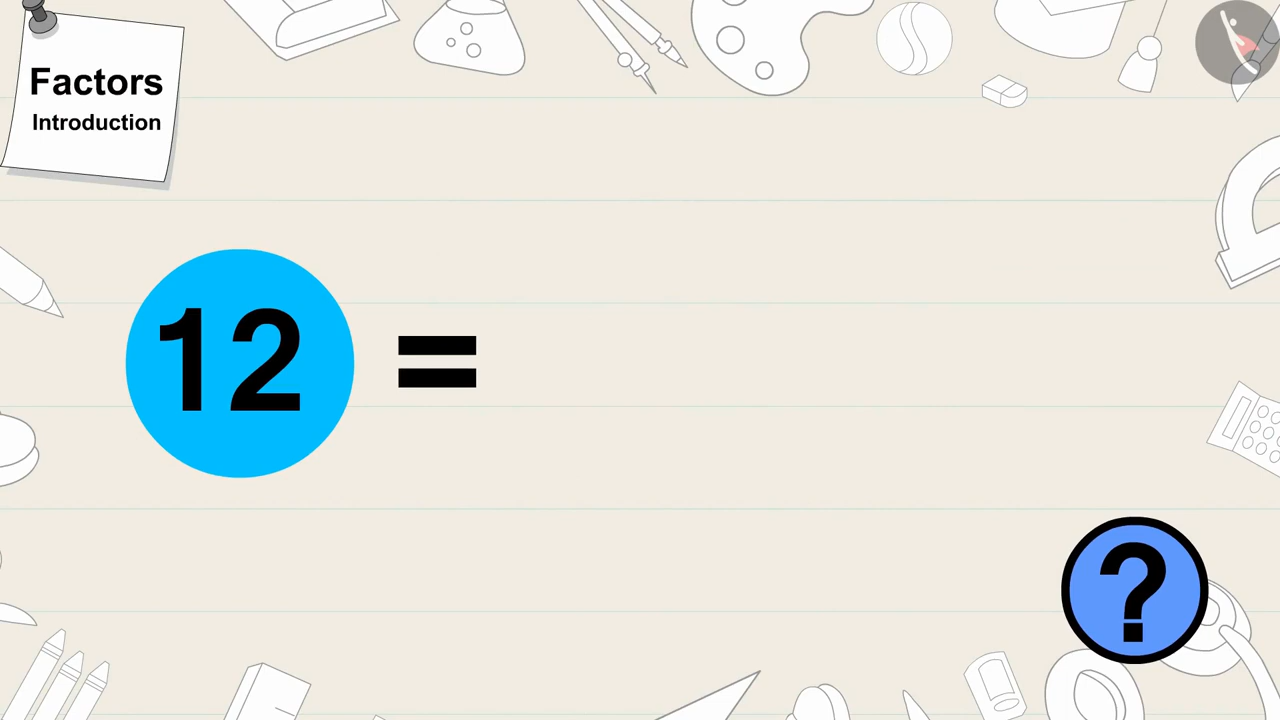 Factors
Introduction
12 =
?